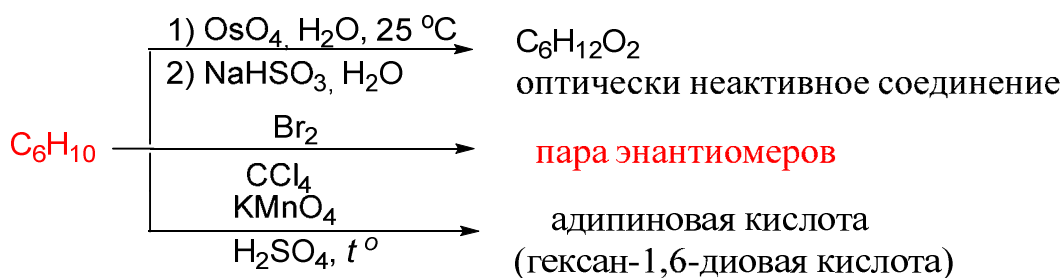 1) OsO4, H2O, 25 °C
2) NaHSO3, H2O
C6H12O2
оптически неактивное соединение
C6H10
Br2
CCl4
пара энантиомеров
KMnO4
H2SO4, t °
адипиновая кислота
(гексан-1,6-диовая кислота)